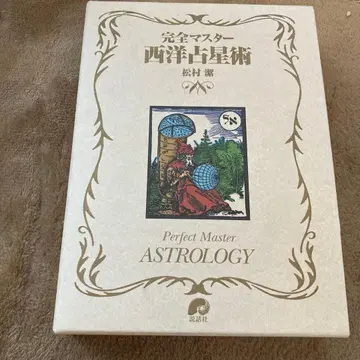 完全マスター
西洋占星術
松村 潔
Perfect Master
ASTROLOGY
説話社